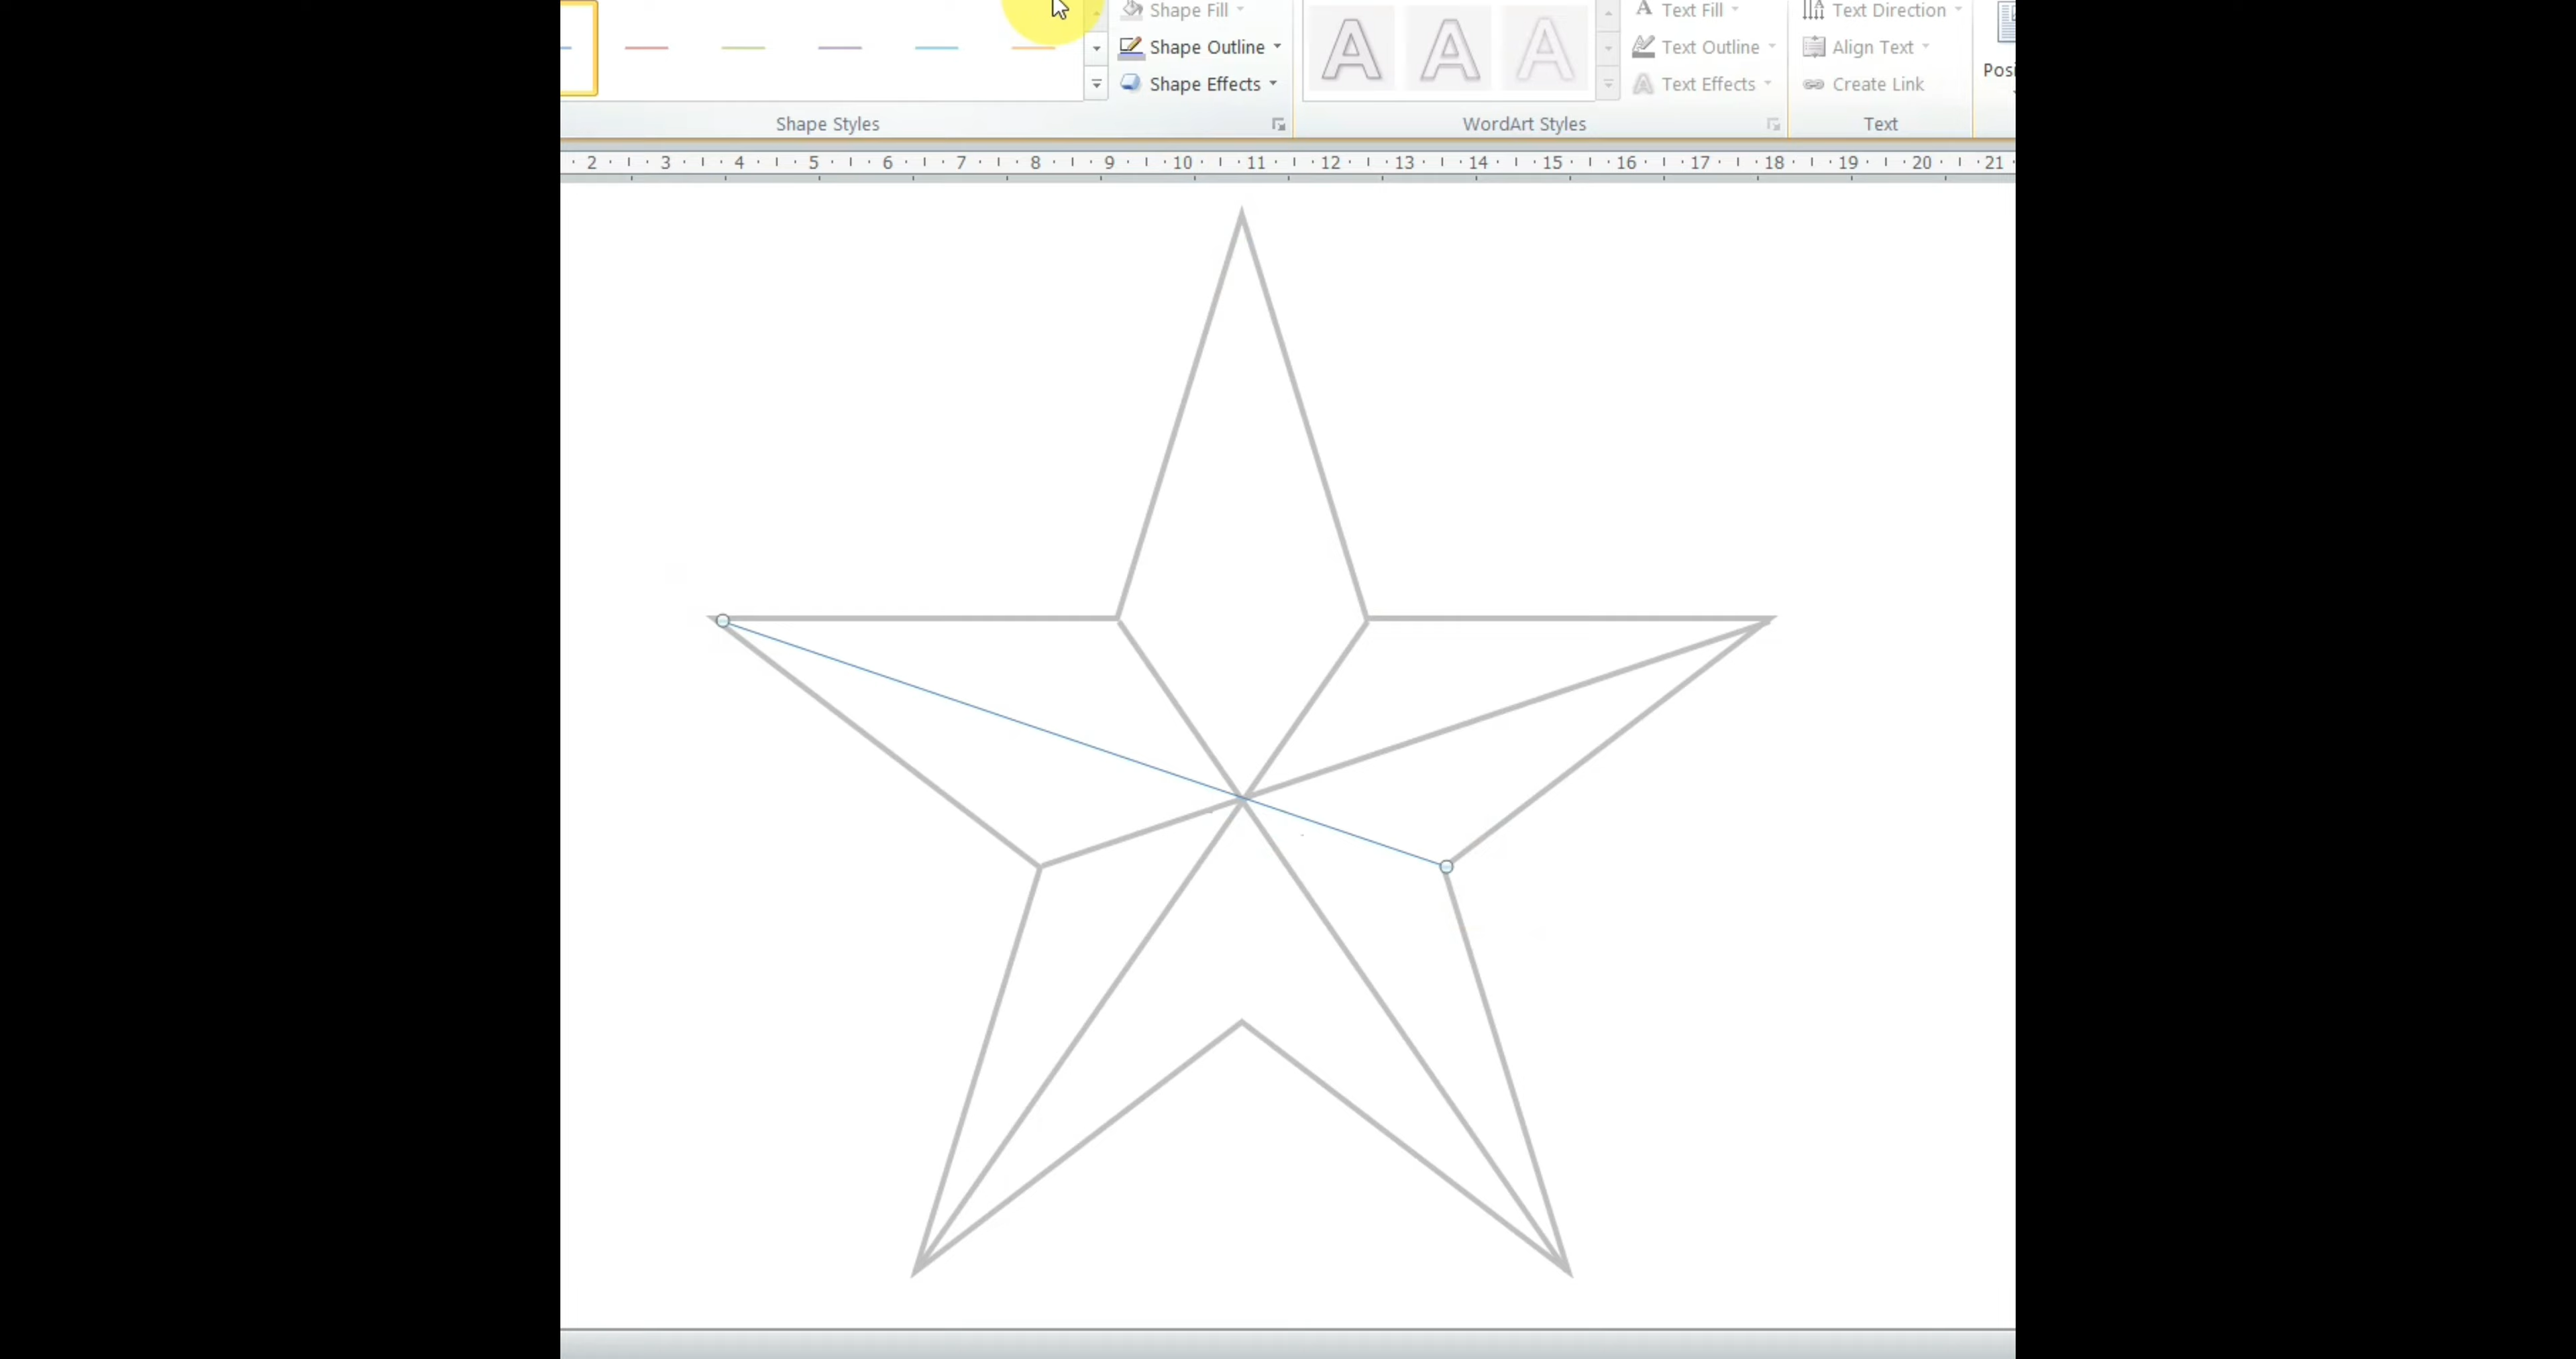 Shape Fill
A Text Fill
Text Direction
Shape Outline
A A A
Text Outline
Align Text
Posi
Shape Effects
Text Effects
Create Link
Shape Styles
WordArt Styles
Text
2 3 4 5 6 7 8 9 10 11 12 13 14 15 16 17 18 19 20 21